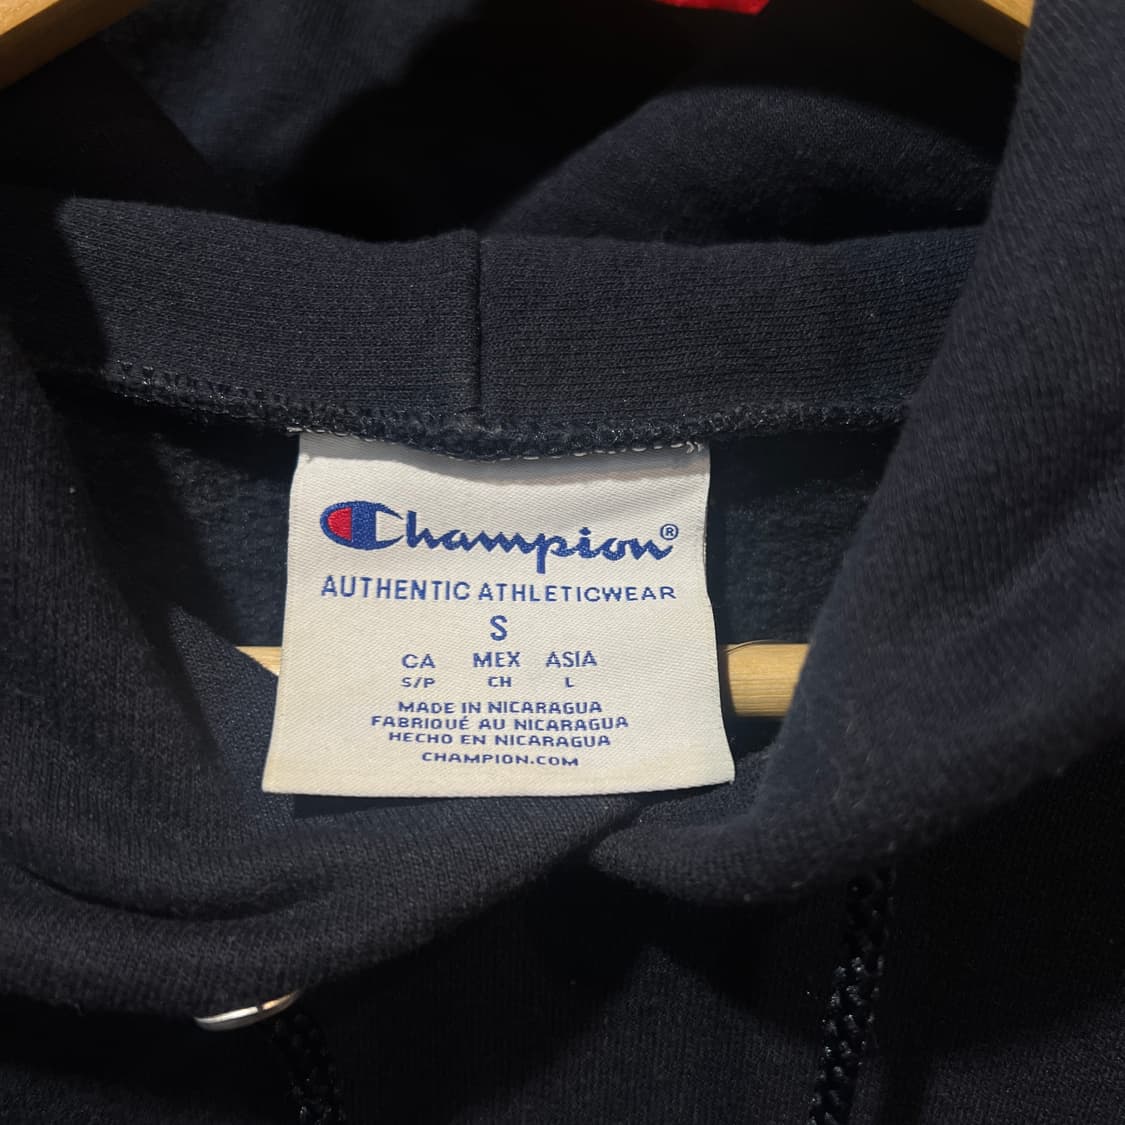 Champion®
AUTHENTIC ATHLETICWEAR
S
CA MEX ASIA
S/P CH L
MADE IN NICARAGUA
FABRIQUÉ AU NICARAGUA
HECHO EN NICARAGUA
CHAMPION.COM